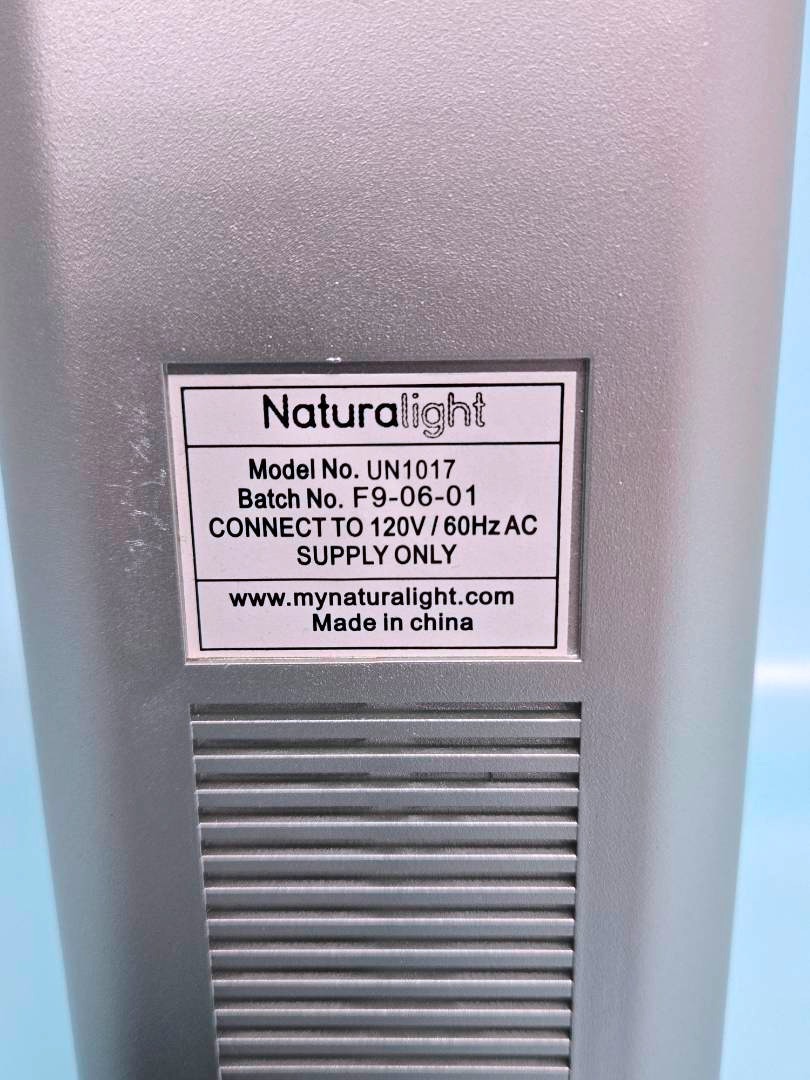 Naturalight
Model No. UN1017
Batch No. F9-06-01
CONNECT TO 120V / 60Hz AC
SUPPLY ONLY
www.mynaturalight.com
Made in china